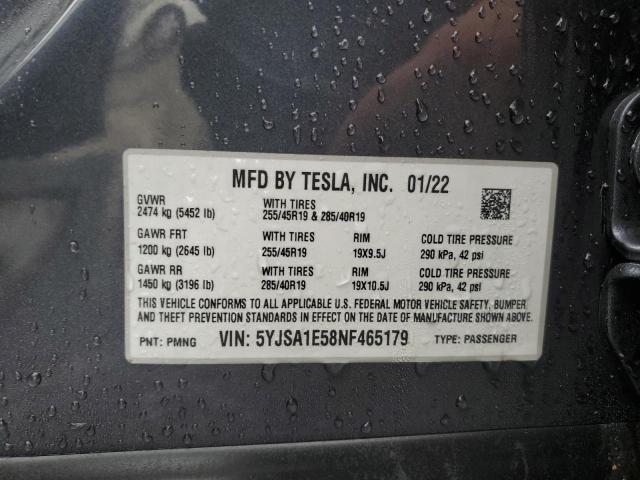 MFD BY TESLA, INC. 01/22
GVWR WITH TIRES
2474 kg (5452 lb) 255/45R19 & 285/40R19
GAWR FRT WITH TIRES RIM COLD TIRE PRESSURE
1200 kg (2645 lb) 255/45R19 19X9.5J 290 kPa, 42 psi
GAWR RR WITH TIRES RIM COLD TIRE PRESSURE
1450 kg (3196 lb) 285/40R19 19X10.5J 290 kPa, 42 psi
THIS VEHICLE CONFORMS TO ALL APPLICABLE U.S. FEDERAL MOTOR VEHICLE SAFETY, BUMPER,
AND THEFT PREVENTION STANDARDS IN EFFECT ON THE DATE OF MANUFACTURE SHOWN ABOVE.
PNT: PMNG VIN: 5YJSA1E58NF465179 TYPE: PASSENGER